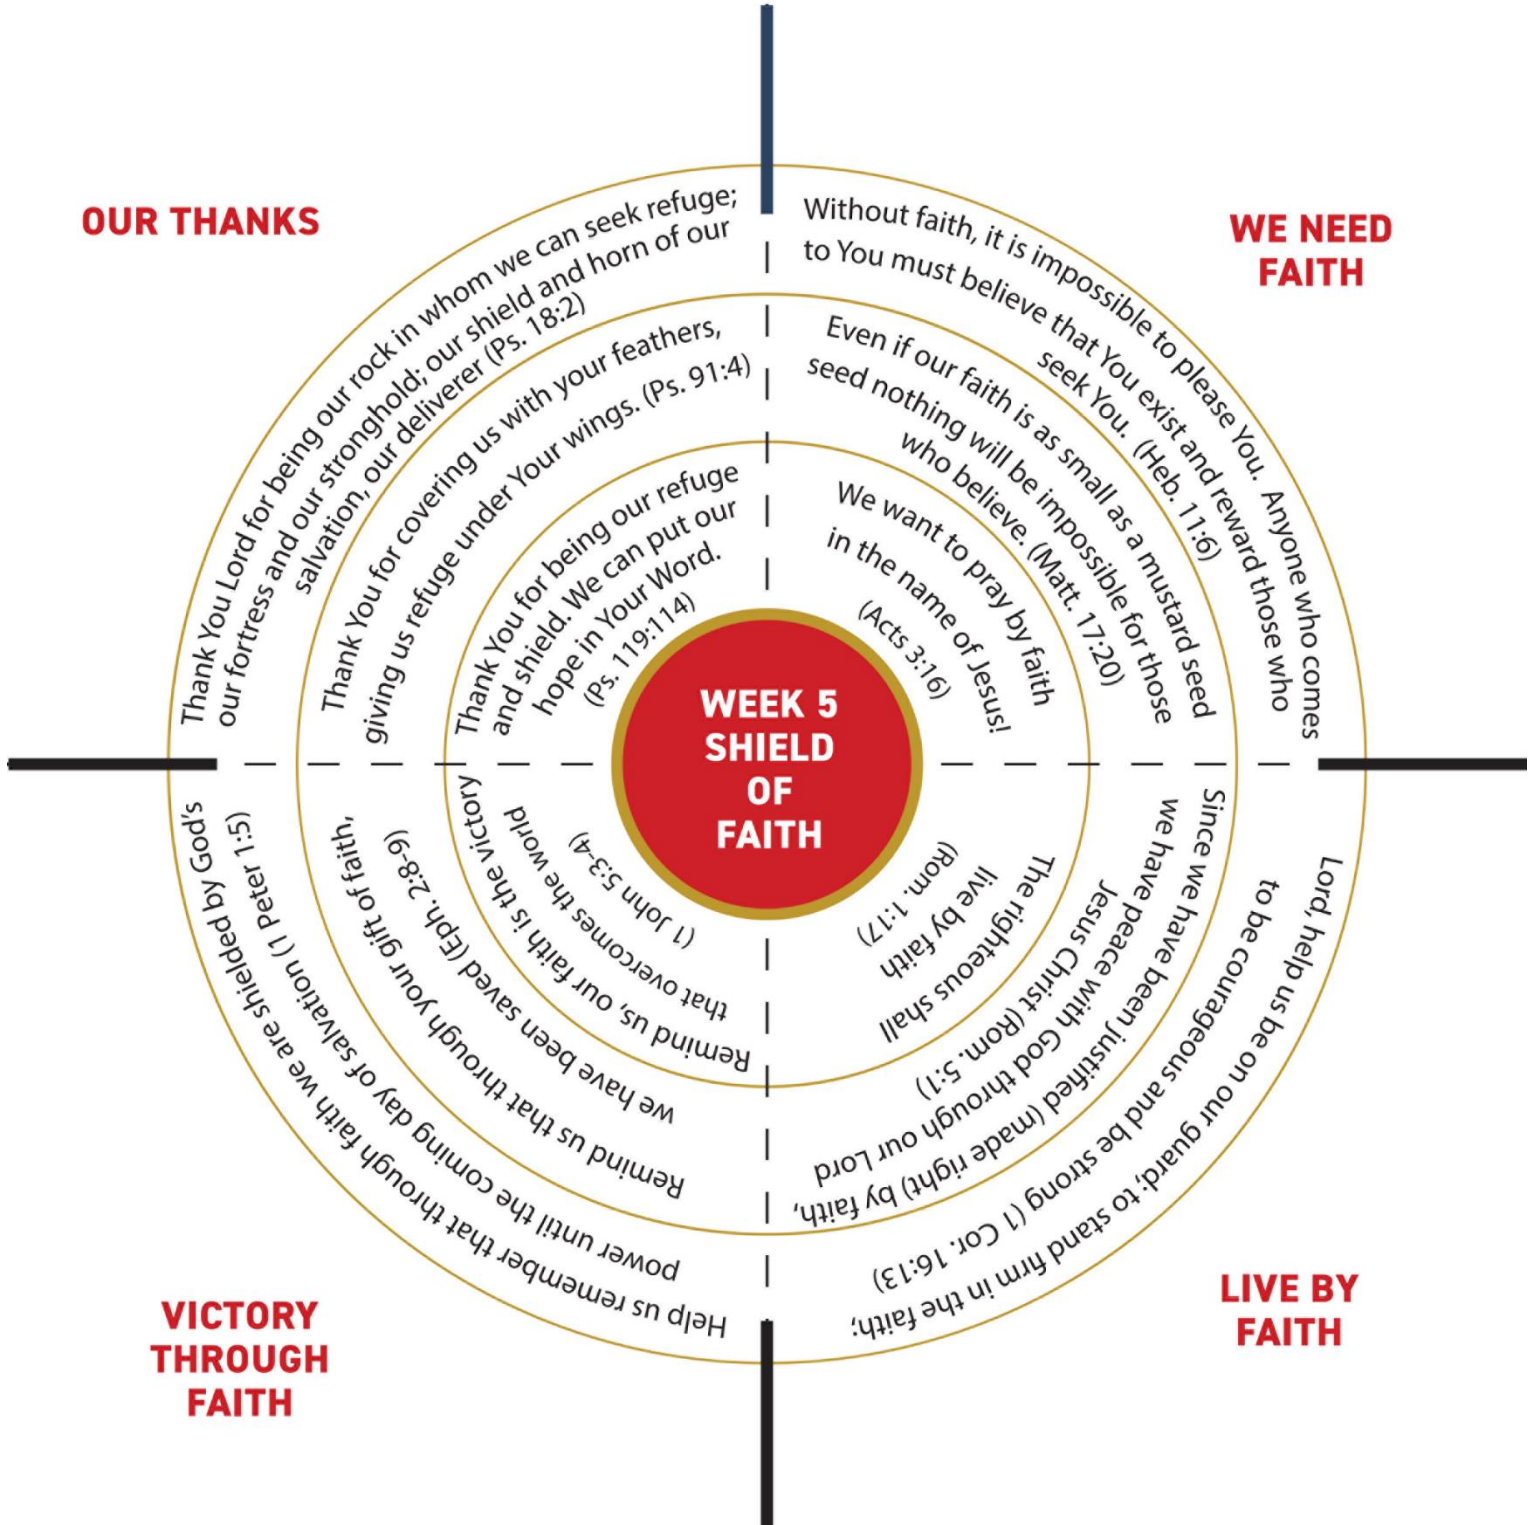 OUR THANKS
Thank You Lord for being our rock in whom we can seek refuge;
our fortress and our stronghold; our shield and horn of our
salvation, our deliverer (Ps. 18:2)
Thank You for covering us with your feathers,
giving us refuge under Your wings. (Ps. 91:4)
Thank You for being our refuge
and shield. We can put our
hope in Your Word.
(Ps. 119:114)
WE NEED
FAITH
Without faith, it is impossible to please You. Anyone who comes
to You must believe that You exist and reward those who
seek You. (Heb. 11:6)
Even if our faith is as small as a mustard seed
seed nothing will be impossible for those
who believe. (Matt. 17:20)
We want to pray by faith
in the name of Jesus!
(Acts 3:16)
WEEK 5
SHIELD
OF
FAITH
LIVE BY
FAITH
Lord, help us be on our guard; to stand firm in the faith;
to be courageous and be strong (1 Cor. 16:13)
Since we have been justified (made right) by faith,
we have peace with God through our Lord
Jesus Christ (Rom. 5:1)
The righteous shall
live by faith
(Rom. 1:17)
VICTORY
THROUGH
FAITH
Help us remember that through faith we are shielded by God's
power until the coming day of salvation (1 Peter 1:5)
Remind us that through your gift of faith,
we have been saved (Eph. 2:8-9)
Remind us, our faith is the victory
that overcomes the world
(1 John 5:3-4)